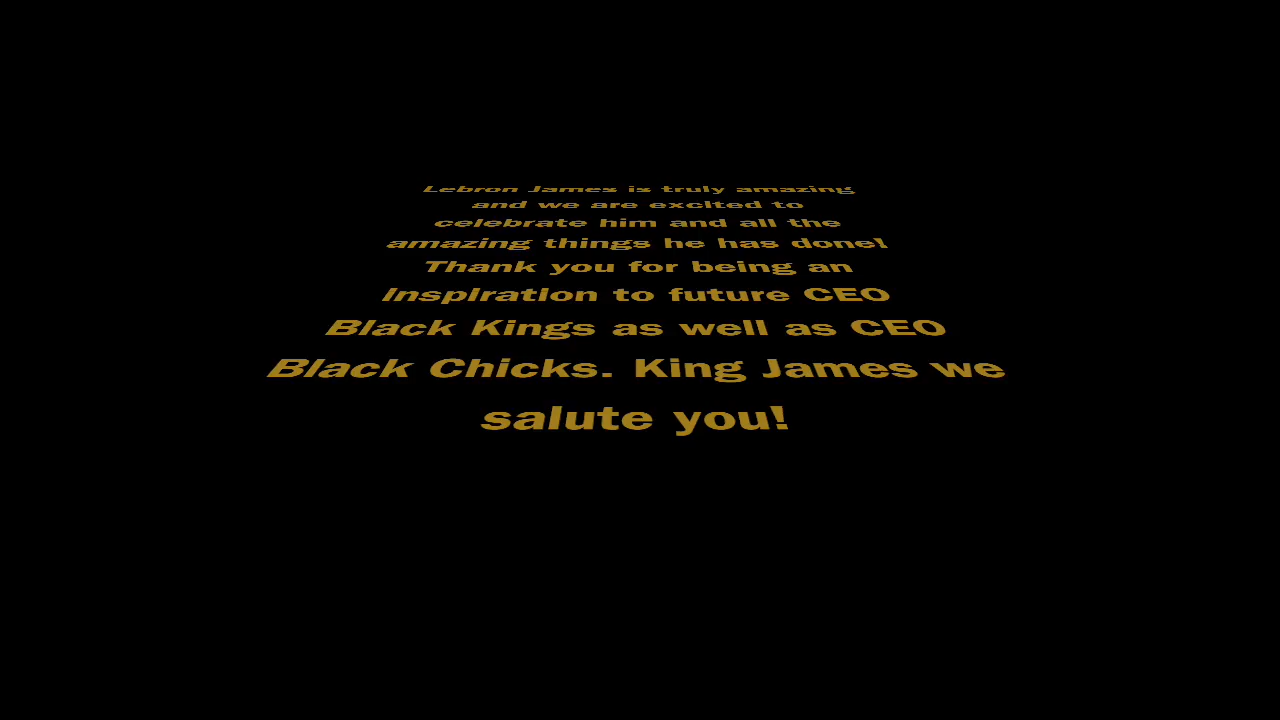 Lebron James is truly amazing
and we are excited to
celebrate him and all the
amazing things he has done!
Thank you for being an
inspiration to future CEO
Black Kings as well as CEO
Black Chicks. King James we
salute you!